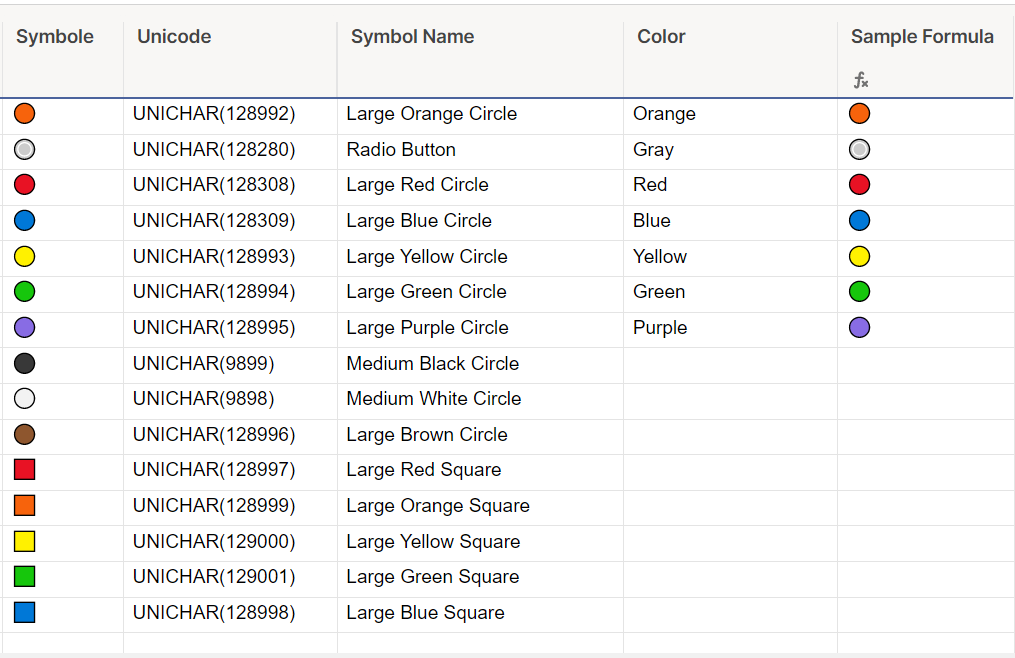 Symbole Unicode Symbol Name Color Sample Formula
fx
UNICHAR(128992) Large Orange Circle Orange
UNICHAR(128280) Radio Button Gray
UNICHAR(128308) Large Red Circle Red
UNICHAR(128309) Large Blue Circle Blue
UNICHAR(128993) Large Yellow Circle Yellow
UNICHAR(128994) Large Green Circle Green
UNICHAR(128995) Large Purple Circle Purple
UNICHAR(9899) Medium Black Circle
UNICHAR(9898) Medium White Circle
UNICHAR(128996) Large Brown Circle
UNICHAR(128997) Large Red Square
UNICHAR(128999) Large Orange Square
UNICHAR(129000) Large Yellow Square
UNICHAR(129001) Large Green Square
UNICHAR(128998) Large Blue Square